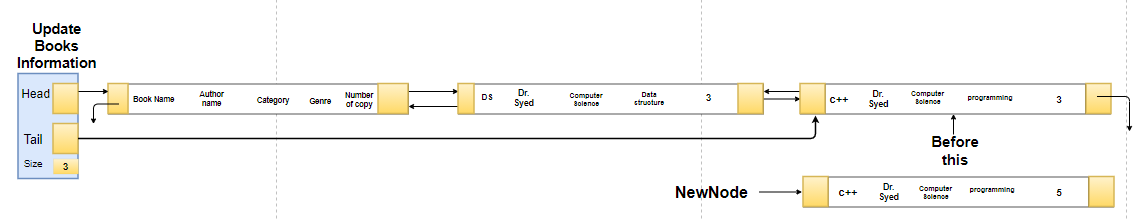 Update
Books
Information
Head
Tail
Size
3
Book Name
Author
name
Category
Genre
Number
of copy
DS
Dr.
Syed
Computer
Science
Data
structure
3
C++
Dr.
Syed
Computer
Science
programming
3
Before
this
NewNode
C++
Dr.
Syed
Computer
Science
programming
5